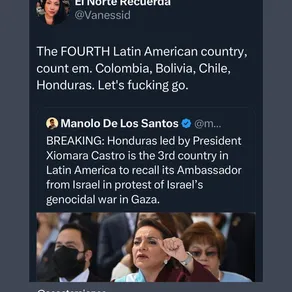 El Norte Recuerda
@Vanessid
The FOURTH Latin American country,
count em. Colombia, Bolivia, Chile,
Honduras. Let's fucking go.
Manolo De Los Santos @m...
BREAKING: Honduras led by President
Xiomara Castro is the 3rd country in
Latin America to recall its Ambassador
from Israel in protest of Israel's
genocidal war in Gaza.